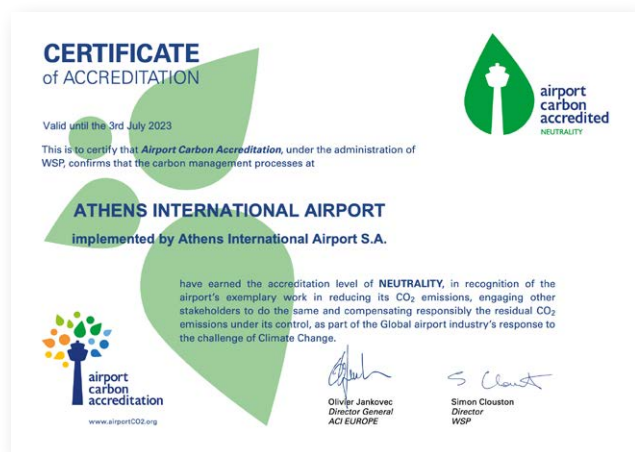 CERTIFICATE
of ACCREDITATION
airport
carbon
accredited
NEUTRALITY
Valid until the 3rd July 2023
This is to certify that Airport Carbon Accreditation, under the administration of
WSP, confirms that the carbon management processes at
ATHENS INTERNATIONAL AIRPORT
implemented by Athens International Airport S.A.
have earned the accreditation level of NEUTRALITY, in recognition of the
airport's exemplary work in reducing its CO₂ emissions, engaging other
stakeholders to do the same and compensating responsibly the residual CO₂
emissions under its control, as part of the Global airport industry's response to
the challenge of Climate Change.
airport
carbon
accreditation
www.airportCO2.org
Olivier Jankovec
Director General
ACI EUROPE
Simon Clouston
Director
WSP